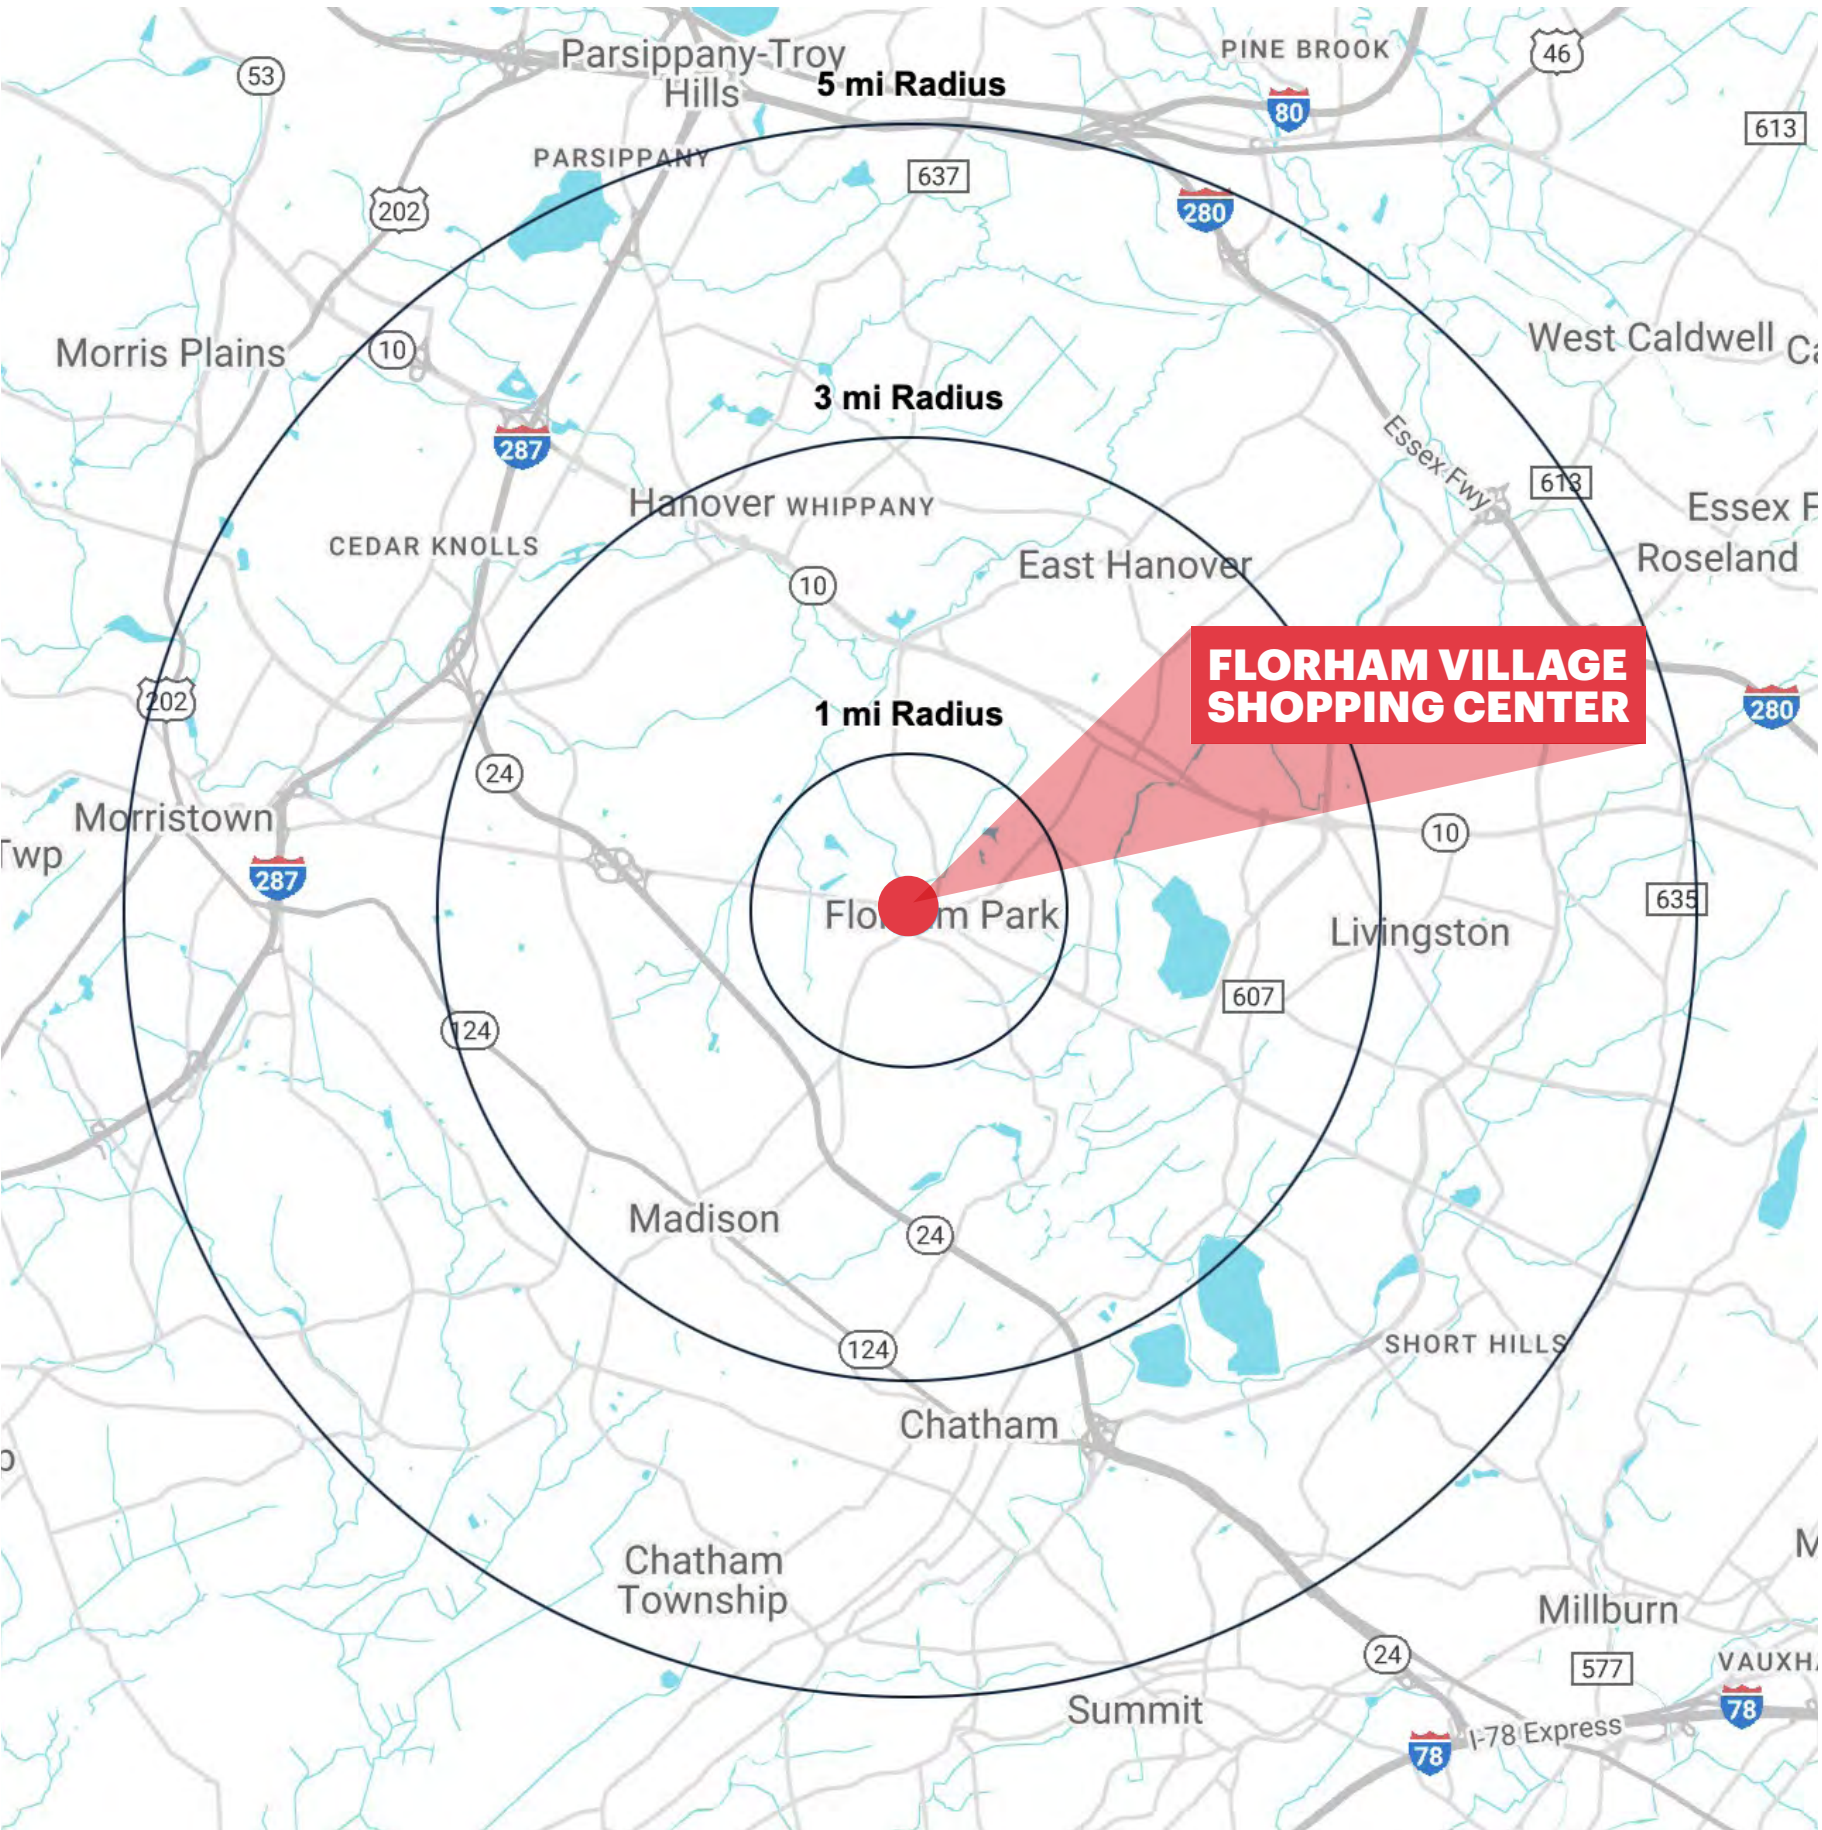 Parsippany-Troy
Hills
PINE BROOK
46
53
5 mi Radius
80
613
PARSIPPANY
637
202
280
Morris Plains
10
West Caldwell
3 mi Radius
287
Essex Fwy
613
Hanover
WHIPPANY
Essex F
CEDAR KNOLLS
Roseland
10
East Hanover
FLORHAM VILLAGE
SHOPPING CENTER
202
1 mi Radius
280
24
Morristown
Twp
10
287
635
Florham Park
Livingston
607
124
Madison
24
124
SHORT HILLS
Chatham
Chatham
Township
Millburn
24
577
VAUXHA
Summit
78
I-78 Express
78